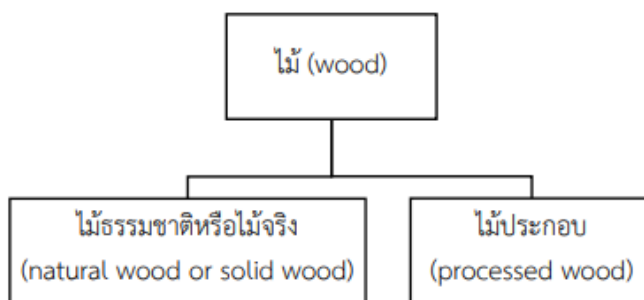 ไม้ (wood)
ไม้ธรรมชาติหรือไม้จริง
(natural wood or solid wood)
ไม้ประกอบ
(processed wood)